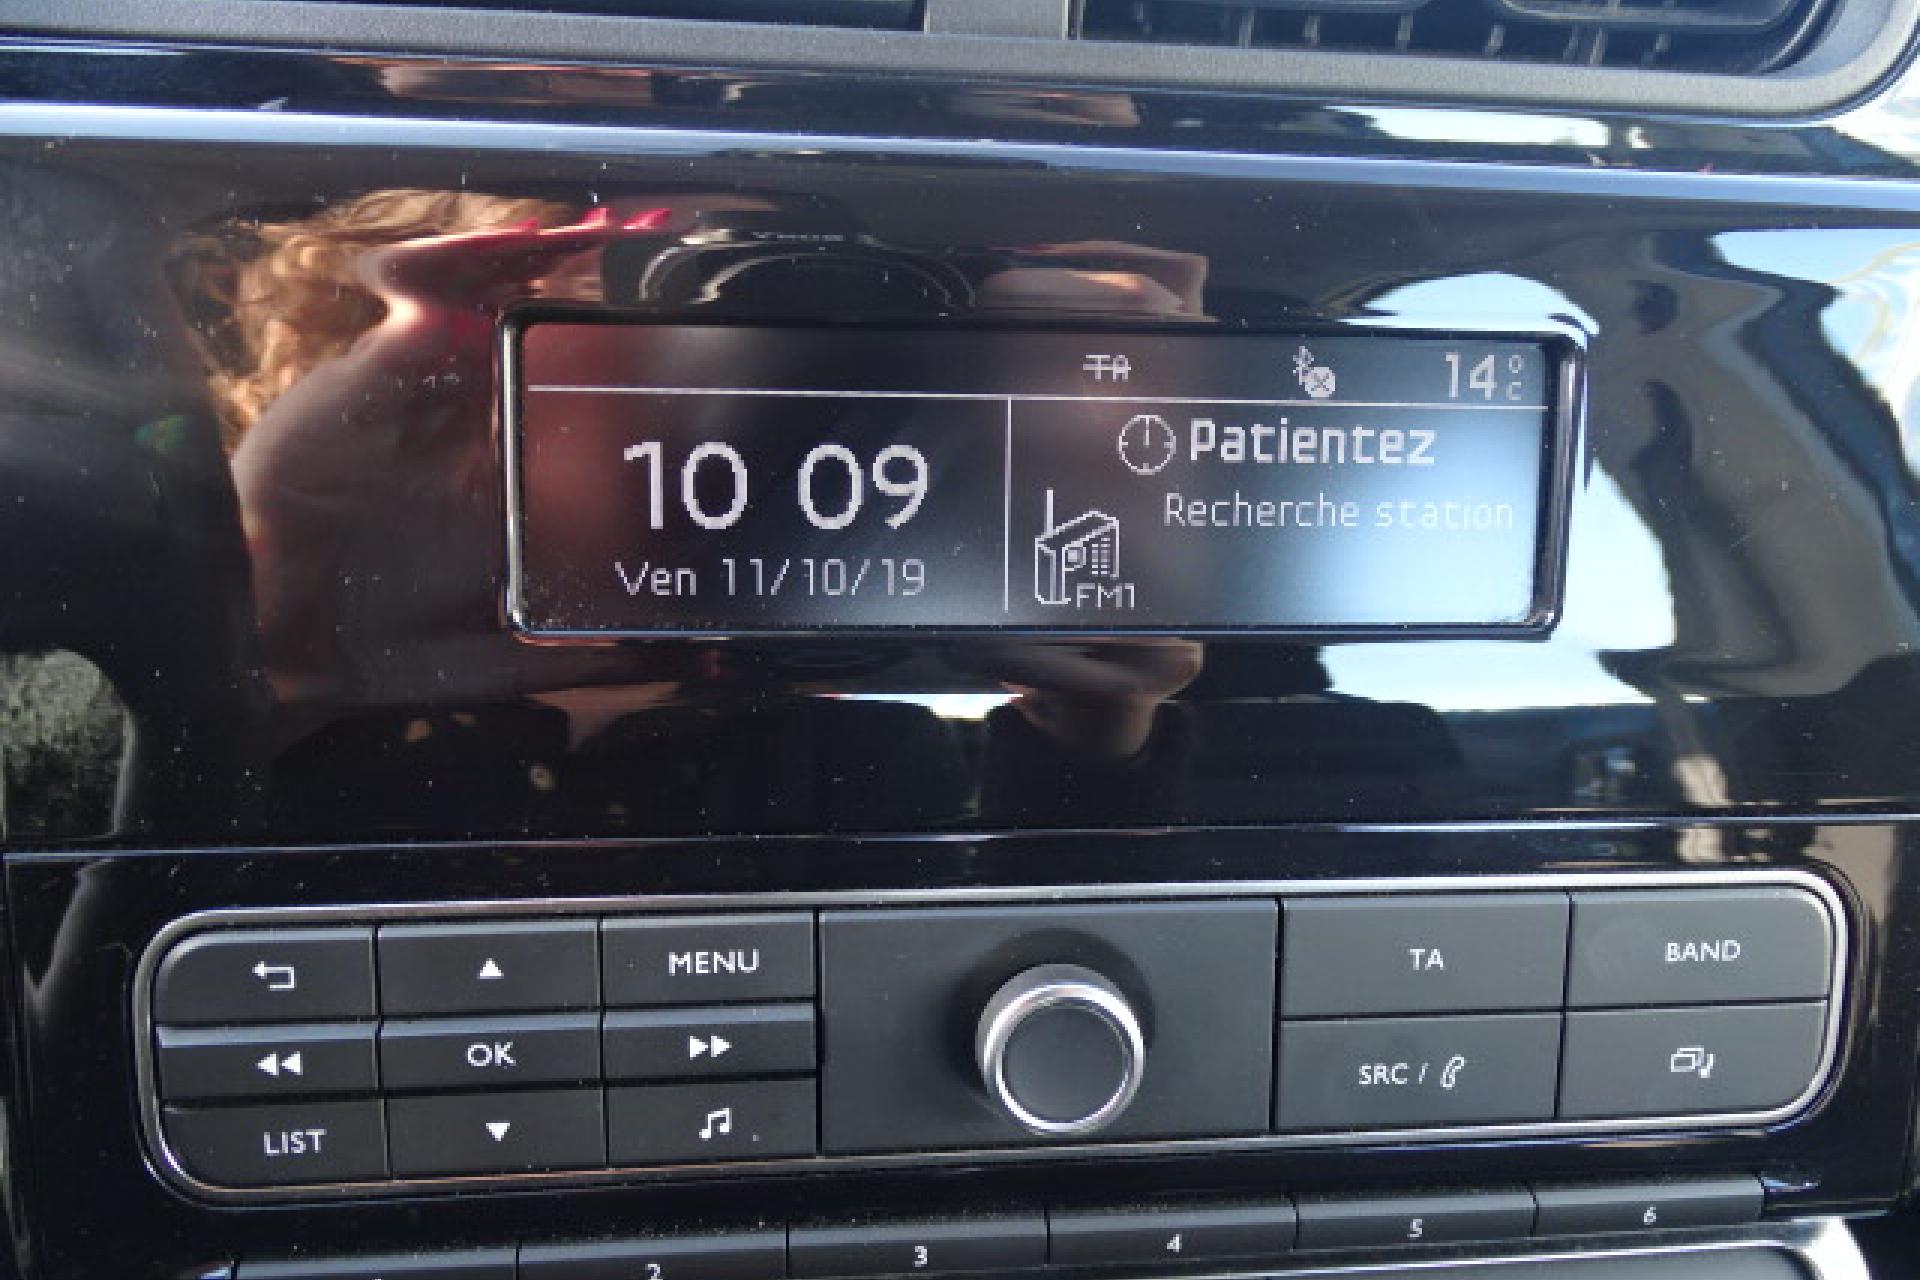 TA
14°C
10 09
Ven 11/10/19
Patientez
Recherche station
FM1
MENU
OK
LIST
TA
BAND
SRC /
2
3
4
5
6